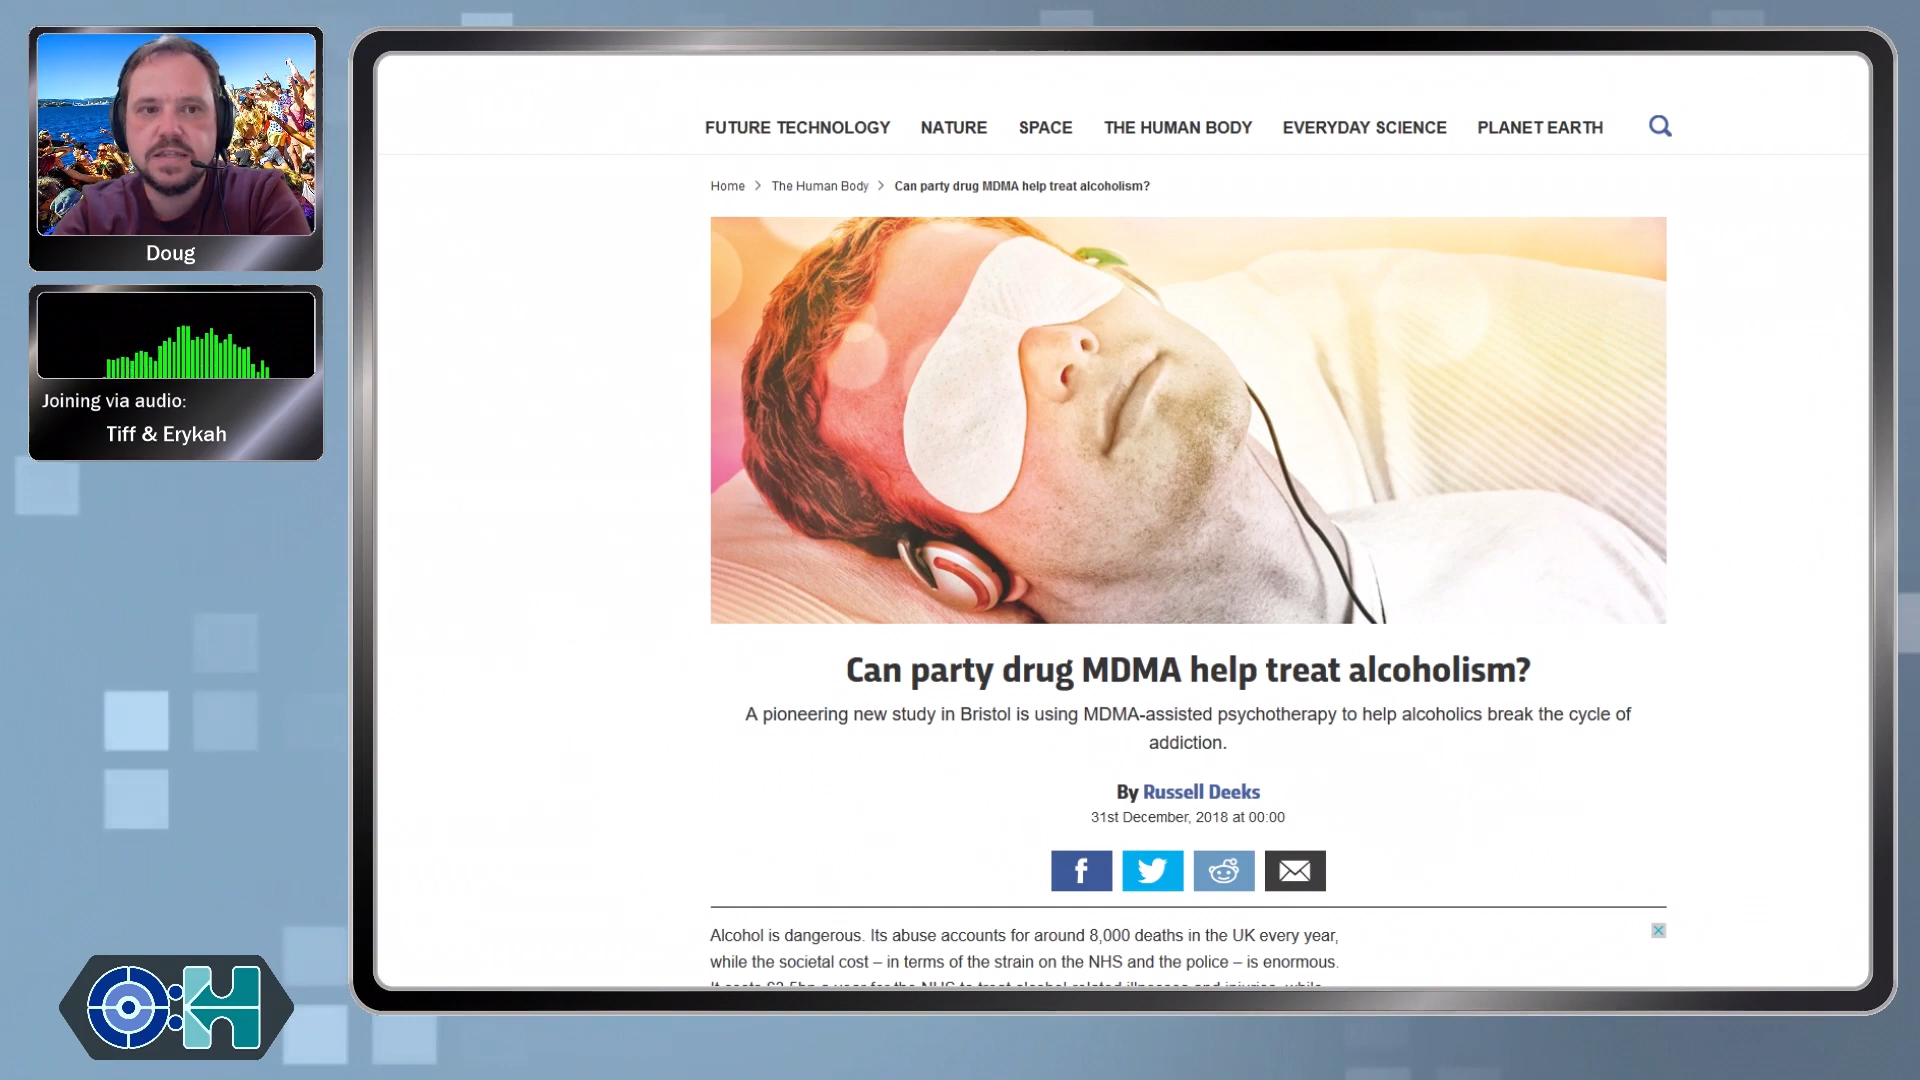 Doug
Joining via audio:
Tiff & Erykah
FUTURE TECHNOLOGY NATURE SPACE THE HUMAN BODY EVERYDAY SCIENCE PLANET EARTH
Home > The Human Body > Can party drug MDMA help treat alcoholism?
Can party drug MDMA help treat alcoholism?
A pioneering new study in Bristol is using MDMA-assisted psychotherapy to help alcoholics break the cycle of
addiction.
By Russell Deeks
31st December, 2018 at 00:00
Alcohol is dangerous. Its abuse accounts for around 8,000 deaths in the UK every year,
while the societal cost – in terms of the strain on the NHS and the police – is enormous.